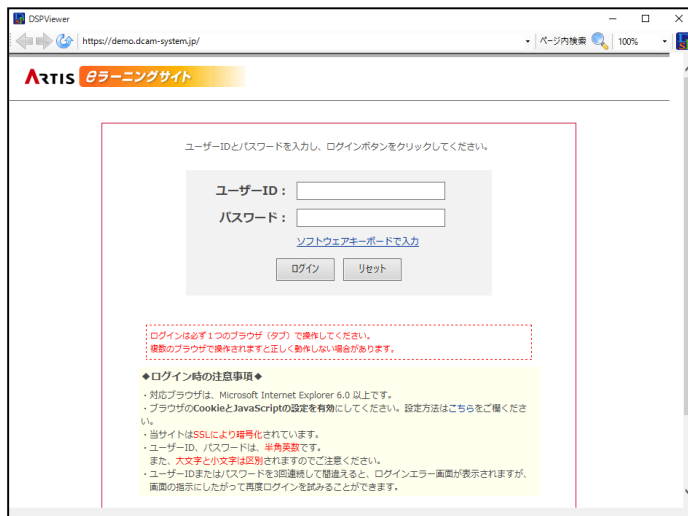 DSPViewer
https://demo.dcam-system.jp/
ページ内検索
100%
ARTIS eラーニングサイト
ユーザーIDとパスワードを入力し、ログインボタンをクリックしてください。
ユーザーID：
パスワード：
ソフトウェアキーボードで入力
ログイン リセット
ログインは必ず１つのブラウザ（タブ）で操作してください。
複数のブラウザで操作されますと正しく動作しない場合があります。
◆ログイン時の注意事項◆
・対応ブラウザは、Microsoft Internet Explorer 6.0 以上です。
・ブラウザのCookieとJavaScriptの設定を有効にしてください。設定方法はこちらをご覧くださ
い。
・当サイトはSSLにより暗号化されています。
・ユーザーID、パスワードは、半角英数です。
また、大文字と小文字は区別されますのでご注意ください。
・ユーザーIDまたはパスワードを3回連続して間違えると、ログインエラー画面が表示されますが、
画面の指示にしたがって再度ログインを試みることができます。